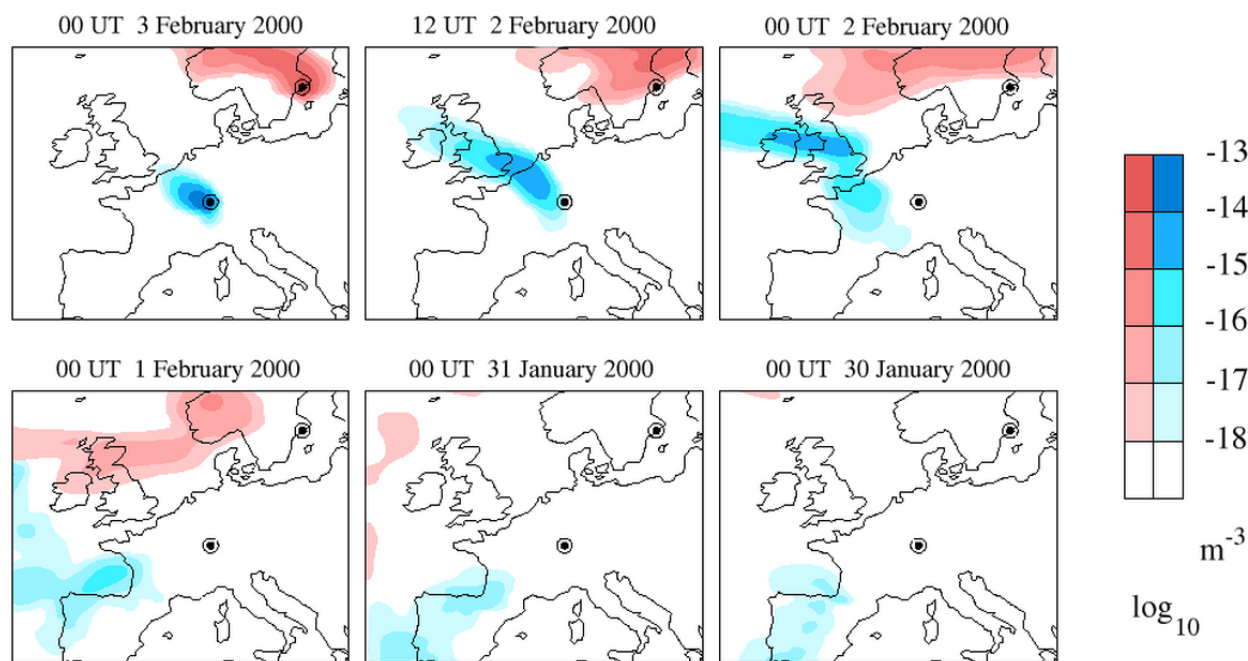 00 UT 3 February 2000
12 UT 2 February 2000
00 UT 2 February 2000
-13
-14
-15
-16
-17
-18
00 UT 1 February 2000
00 UT 31 January 2000
00 UT 30 January 2000
m⁻³
log₁₀